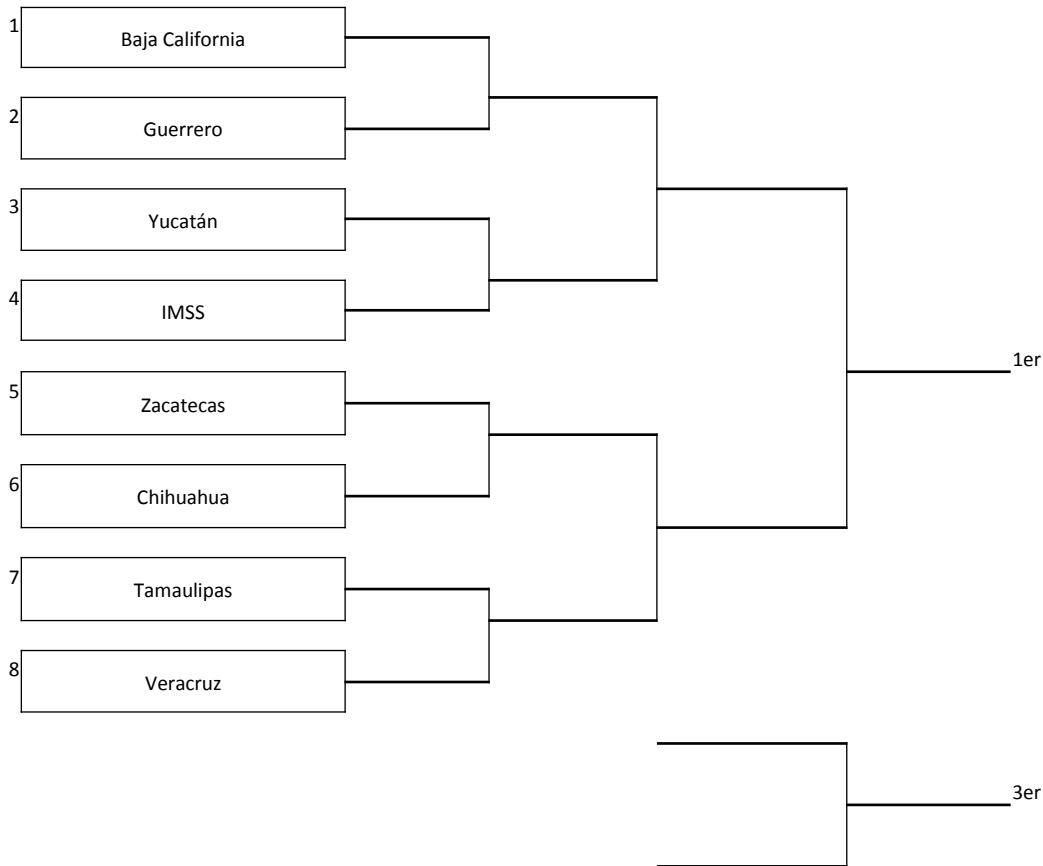 1
Baja California
2
Guerrero
3
Yucatán
4
IMSS
5
Zacatecas
6
Chihuahua
7
Tamaulipas
8
Veracruz
1er
3er